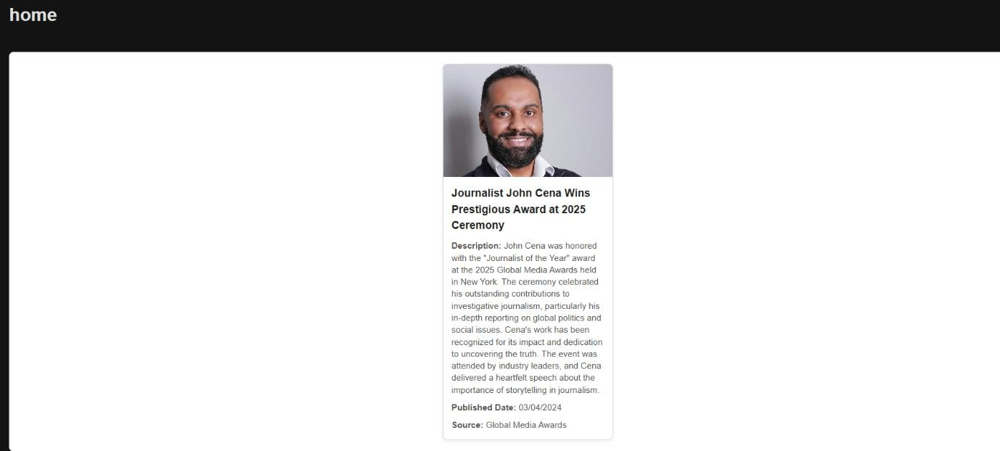 home
Journalist John Cena Wins
Prestigious Award at 2025
Ceremony
Description: John Cena was honored
with the "Journalist of the Year" award
at the 2025 Global Media Awards held
in New York. The ceremony celebrated
his outstanding contributions to
investigative journalism, particularly his
in-depth reporting on global politics and
social issues. Cena's work has been
recognized for its impact and dedication
to uncovering the truth. The event was
attended by industry leaders, and Cena
delivered a heartfelt speech about the
importance of storytelling in journalism.
Published Date: 03/04/2024
Source: Global Media Awards